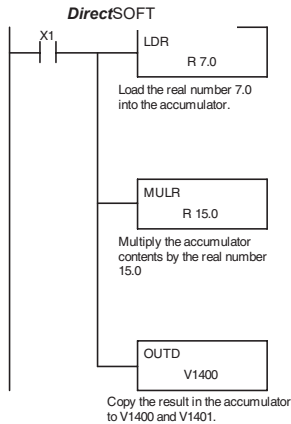 DirectSOFT
X1
LDR
R 7.0
Load the real number 7.0
into the accumulator.
MULR
R 15.0
Multiply the accumulator
contents by the real number
15.0
OUTD
V1400
Copy the result in the accumulator
to V1400 and V1401.